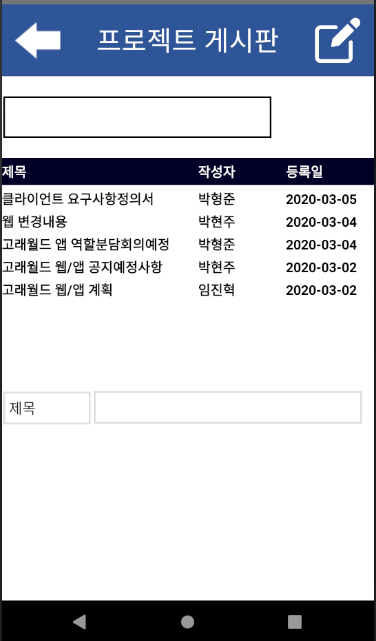 프로젝트 게시판
제목 작성자 등록일
클라이언트 요구사항정의서 박형준 2020-03-05
웹 변경내용 박현주 2020-03-04
고래월드 앱 역할분담회의예정 박형준 2020-03-04
고래월드 웹/앱 공지예정사항 박현주 2020-03-02
고래월드 웹/앱 계획 임진혁 2020-03-02
제목